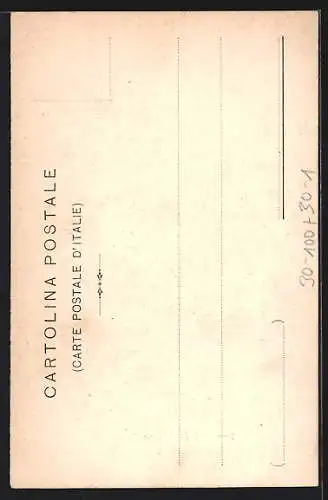 CARTOLINA POSTALE
(CARTE POSTALE D'ITALIE)
( )
30-100+30-1